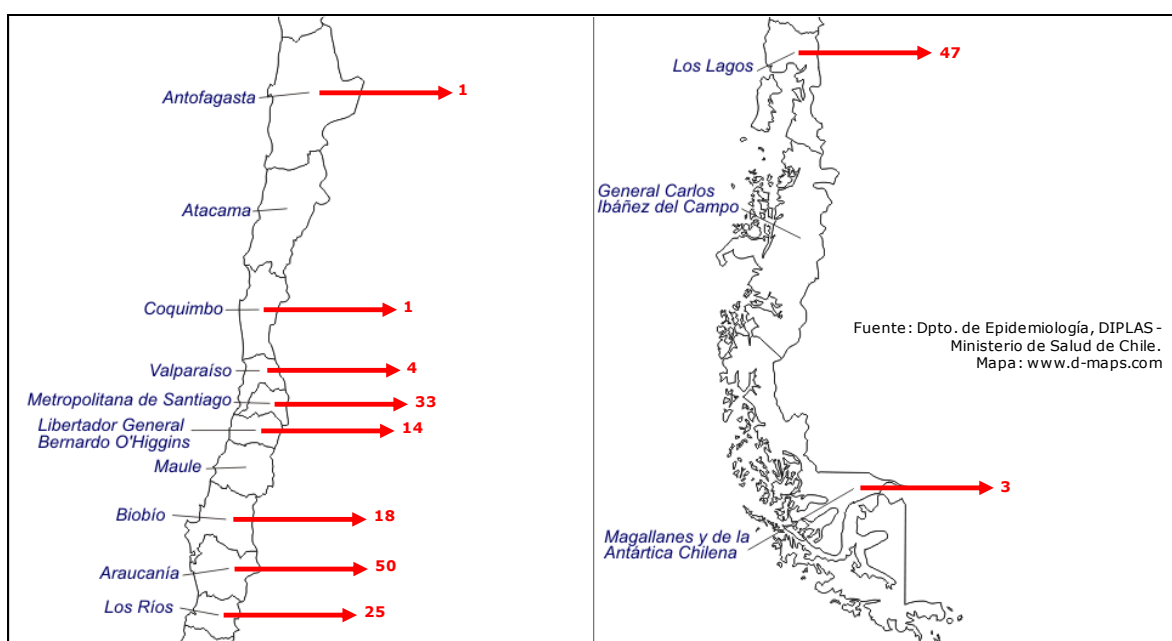 Antofagasta
1
Atacama
Coquimbo
1
Valparaíso
4
Metropolitana de Santiago
33
Libertador General
Bernardo O'Higgins
14
Maule
Biobío
18
Araucanía
50
Los Ríos
25
Los Lagos
47
General Carlos
Ibáñez del Campo
Fuente: Dpto. de Epidemiología, DIPLAS -
Ministerio de Salud de Chile.
Mapa: www.d-maps.com
Magallanes y de la
Antártica Chilena
3